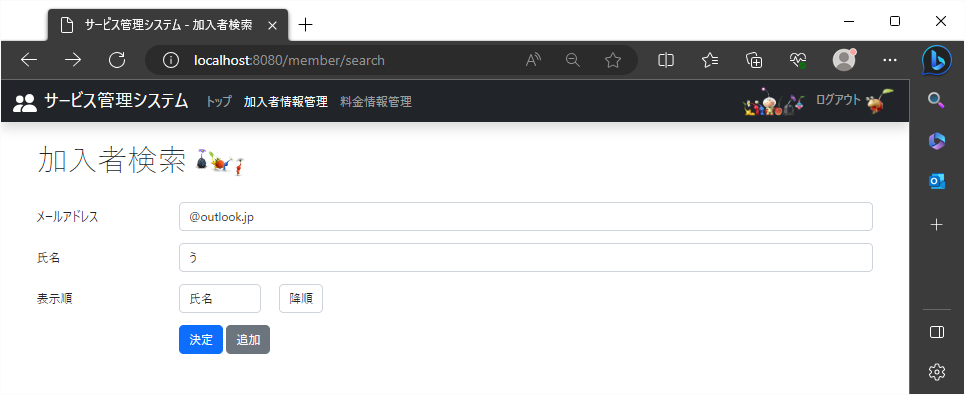 サービス管理システム - 加入者検索
localhost:8080/member/search
サービス管理システム トップ 加入者情報管理 料金情報管理 ログアウト
加入者検索
メールアドレス @outlook.jp
氏名 う
表示順 氏名 降順
決定 追加